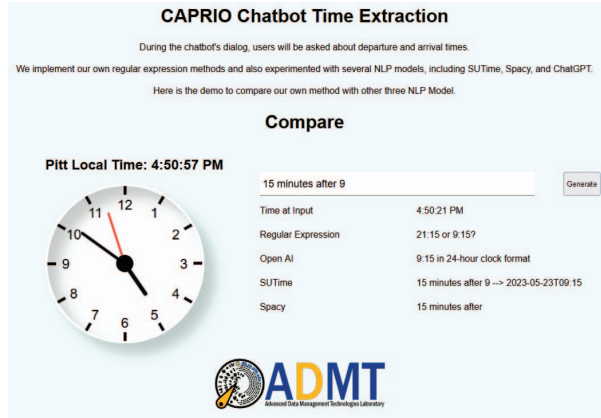 CAPRIO Chatbot Time Extraction
During the chatbot's dialog, users will be asked about departure and arrival times.
We implement our own regular expression methods and also experimented with several NLP models, including SUTime, Spacy, and ChatGPT.
Here is the demo to compare our own method with other three NLP Model.
Compare
Pitt Local Time: 4:50:57 PM
12
11
1
10
2
9
3
8
4
7
5
6
15 minutes after 9
Generate
Time at Input 4:50:21 PM
Regular Expression 21:15 or 9:15?
Open AI 9:15 in 24-hour clock format
SUTime 15 minutes after 9 --> 2023-05-23T09:15
Spacy 15 minutes after
ADMT
Advanced Data Management Technologies Laboratory